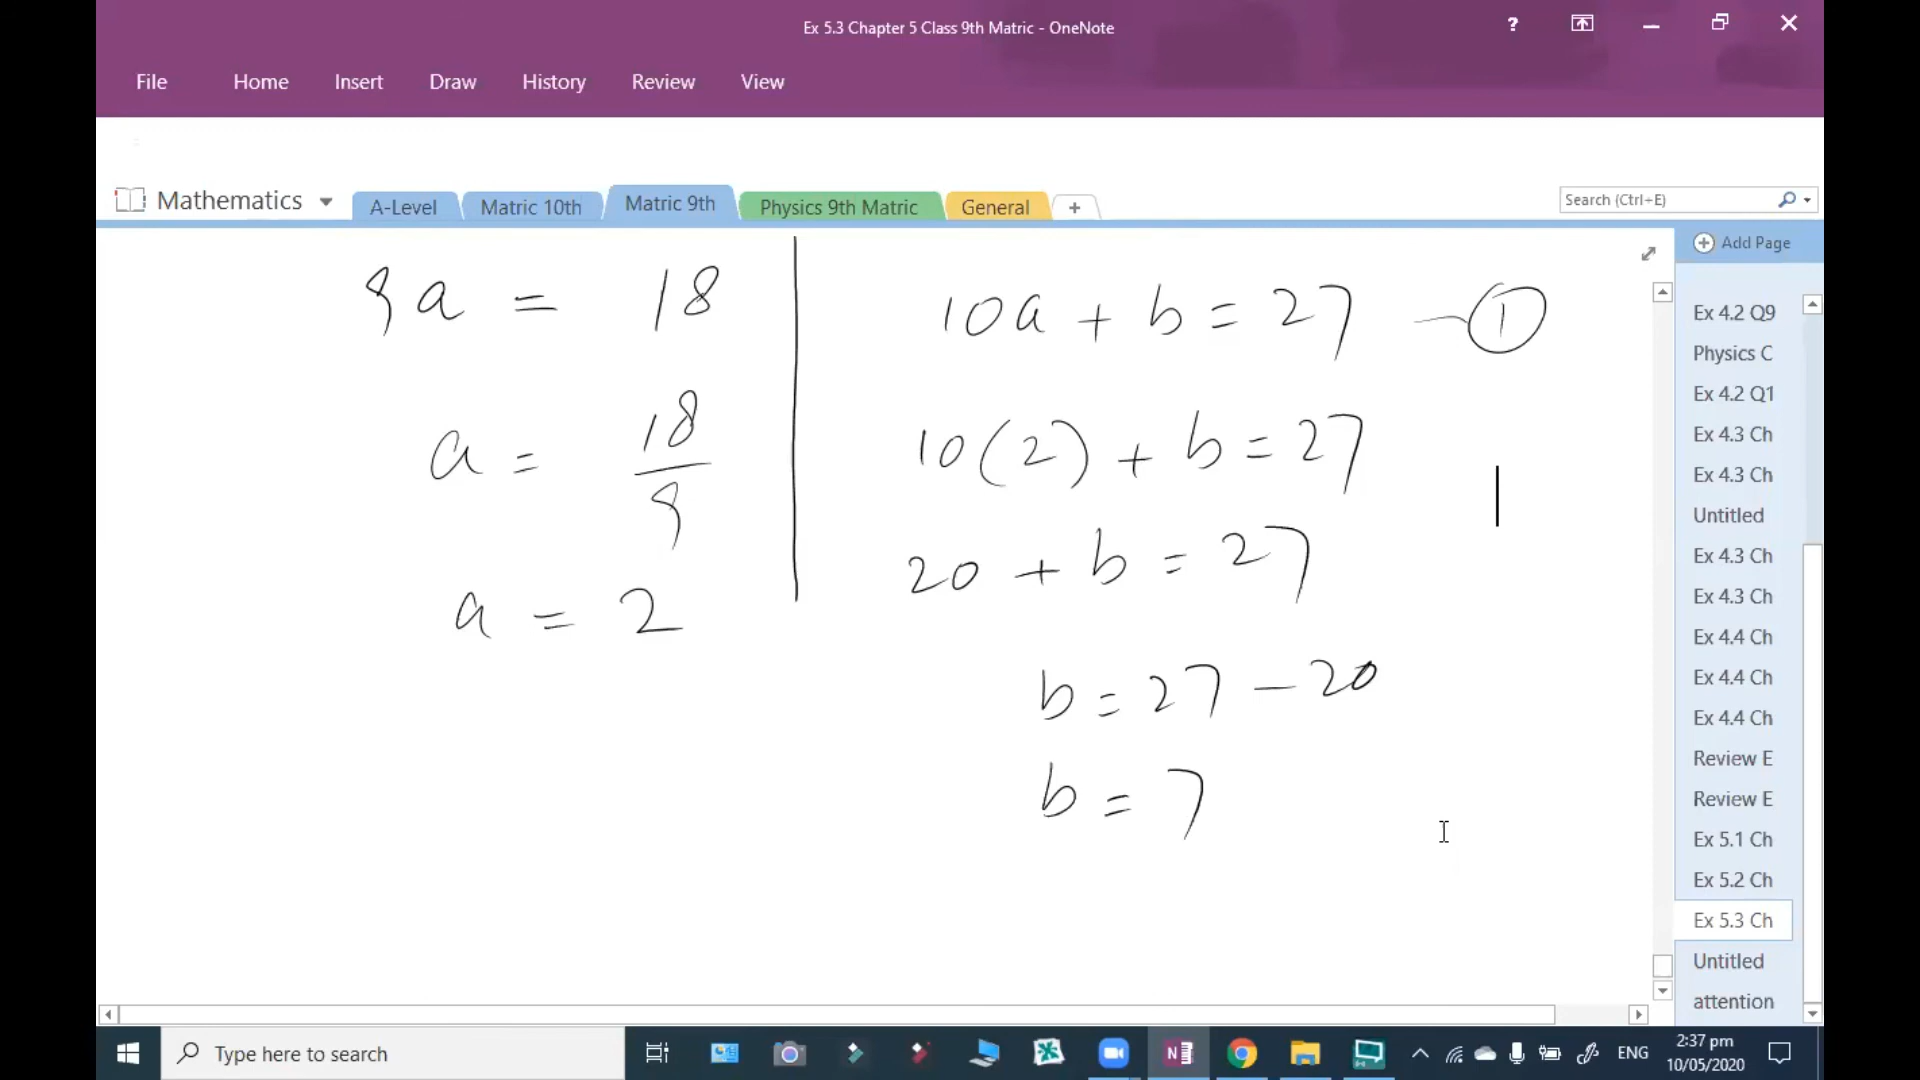 Ex 5.3 Chapter 5 Class 9th Matric - OneNote
?
File Home Insert Draw History Review View
Mathematics A-Level Matric 10th Matric 9th Physics 9th Matric General +
Search (Ctrl+E)
Add Page
9a = 18
a = 18/9
a = 2
10a + b = 27 — ①
10(2) + b = 27
20 + b = 27
b = 27 - 20
b = 7
Ex 4.2 Q9
Physics C
Ex 4.2 Q1
Ex 4.3 Ch
Ex 4.3 Ch
Untitled
Ex 4.3 Ch
Ex 4.3 Ch
Ex 4.4 Ch
Ex 4.4 Ch
Ex 4.4 Ch
Review E
Review E
Ex 5.1 Ch
Ex 5.2 Ch
Ex 5.3 Ch
Untitled
attention
Type here to search
N
ENG
2:37 pm
10/05/2020